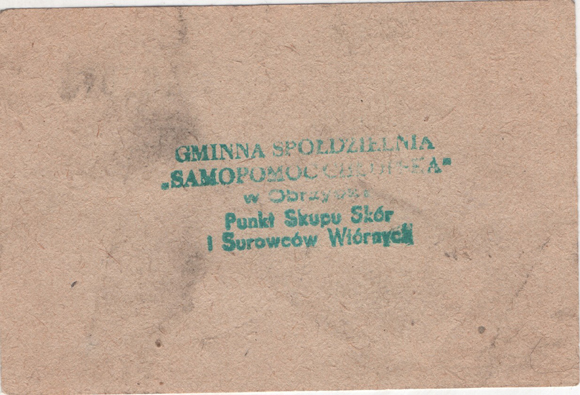 GMINNA SPÓŁDZIELNIA
„SAMOPOMOC CHŁOPSKA"
w
Punkt Skupu Skór
i Surowców Wtórnych